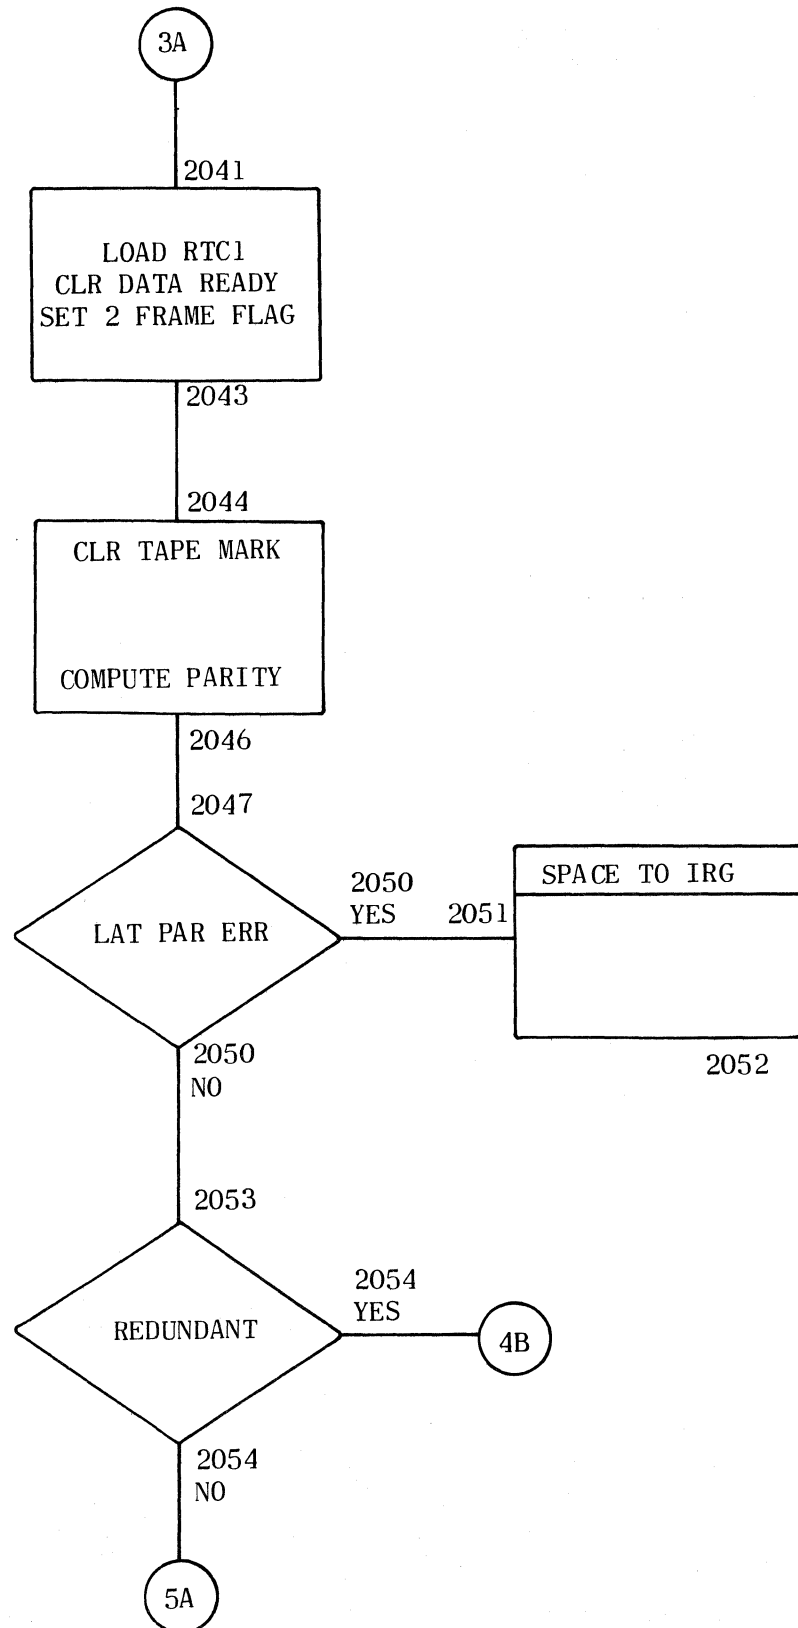 3A
2041
LOAD RTC1
CLR DATA READY
SET 2 FRAME FLAG
2043
2044
CLR TAPE MARK
COMPUTE PARITY
2046
2047
LAT PAR ERR
2050
YES
2051
SPACE TO IRG
2052
2050
NO
2053
REDUNDANT
2054
YES
4B
2054
NO
5A